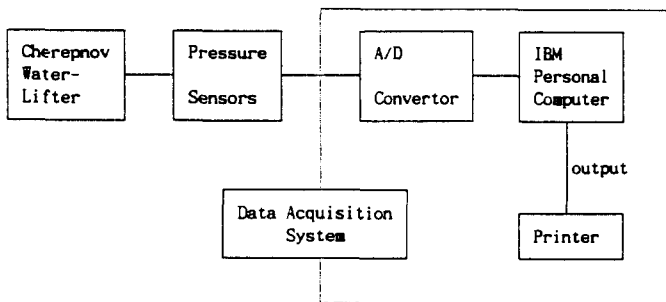 Cherepnov
Water-
Lifter
Pressure
Sensors
A/D
Convertor
IBM
Personal
Computer
output
Data Acquisition
System
Printer